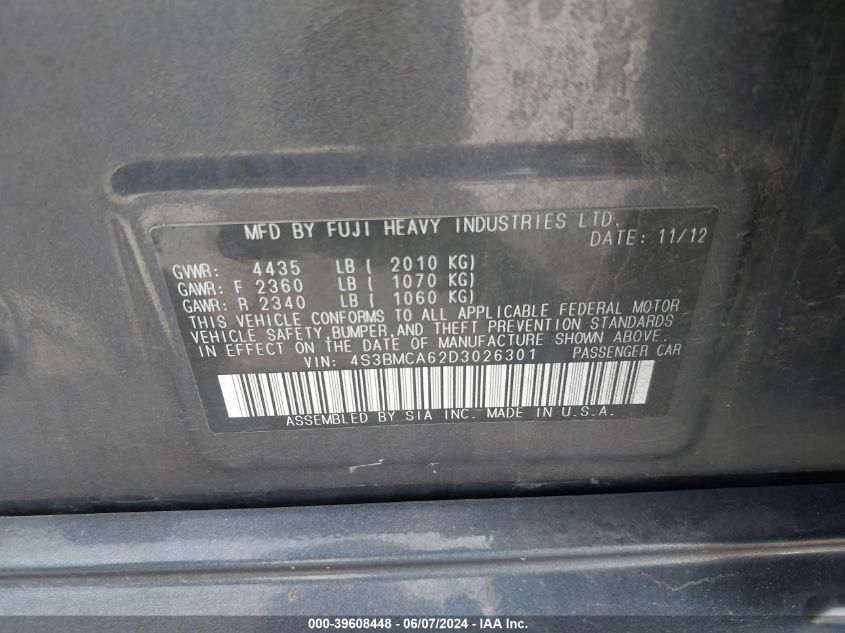 MFD BY FUJI HEAVY INDUSTRIES LTD.
DATE: 11/12
GVWR: 4435 LB ( 2010 KG)
GAWR: F 2360 LB ( 1070 KG)
GAWR: R 2340 LB ( 1060 KG)
THIS VEHICLE CONFORMS TO ALL APPLICABLE FEDERAL MOTOR
VEHICLE SAFETY, BUMPER, AND THEFT PREVENTION STANDARDS
IN EFFECT ON THE DATE OF MANUFACTURE SHOWN ABOVE.
VIN: 4S3BMCA62D3026301 PASSENGER CAR
ASSEMBLED BY SIA INC. MADE IN U.S.A.
000-39608448 - 06/07/2024 - IAA, Inc.